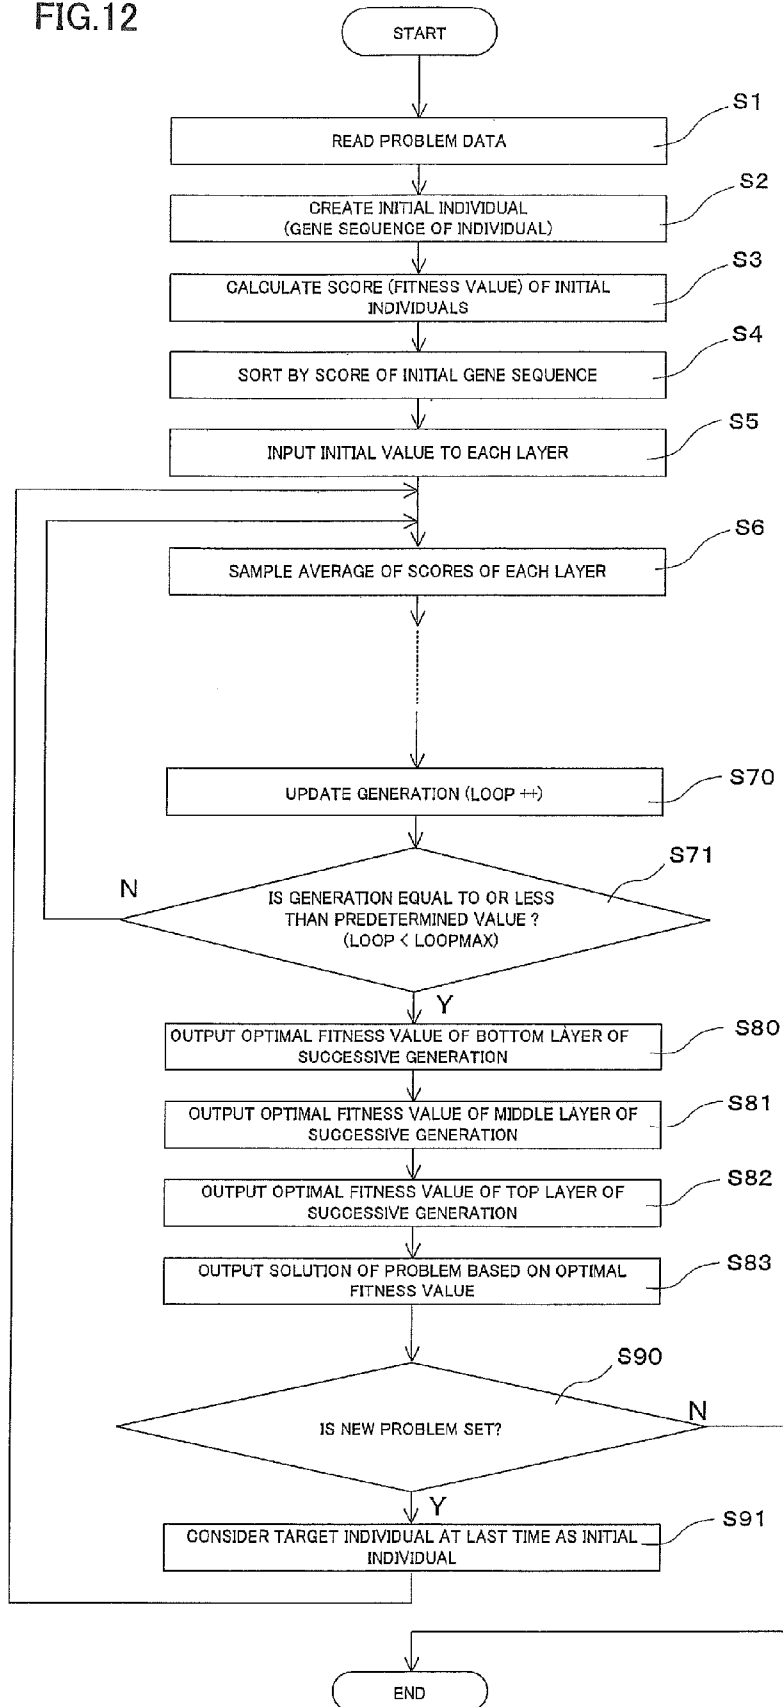 FIG.12
START
S1
READ PROBLEM DATA
S2
CREATE INITIAL INDIVIDUAL
(GENE SEQUENCE OF INDIVIDUAL)
S3
CALCULATE SCORE (FITNESS VALUE) OF INITIAL
INDIVIDUALS
S4
SORT BY SCORE OF INITIAL GENE SEQUENCE
S5
INPUT INITIAL VALUE TO EACH LAYER
S6
SAMPLE AVERAGE OF SCORES OF EACH LAYER
S70
UPDATE GENERATION (LOOP ++)
S71
N
IS GENERATION EQUAL TO OR LESS
THAN PREDETERMINED VALUE ?
(LOOP < LOOPMAX)
Y
S80
OUTPUT OPTIMAL FITNESS VALUE OF BOTTOM LAYER OF
SUCCESSIVE GENERATION
S81
OUTPUT OPTIMAL FITNESS VALUE OF MIDDLE LAYER OF
SUCCESSIVE GENERATION
S82
OUTPUT OPTIMAL FITNESS VALUE OF TOP LAYER OF
SUCCESSIVE GENERATION
S83
OUTPUT SOLUTION OF PROBLEM BASED ON OPTIMAL
FITNESS VALUE
S90
N
IS NEW PROBLEM SET?
Y
S91
CONSIDER TARGET INDIVIDUAL AT LAST TIME AS INITIAL
INDIVIDUAL
END